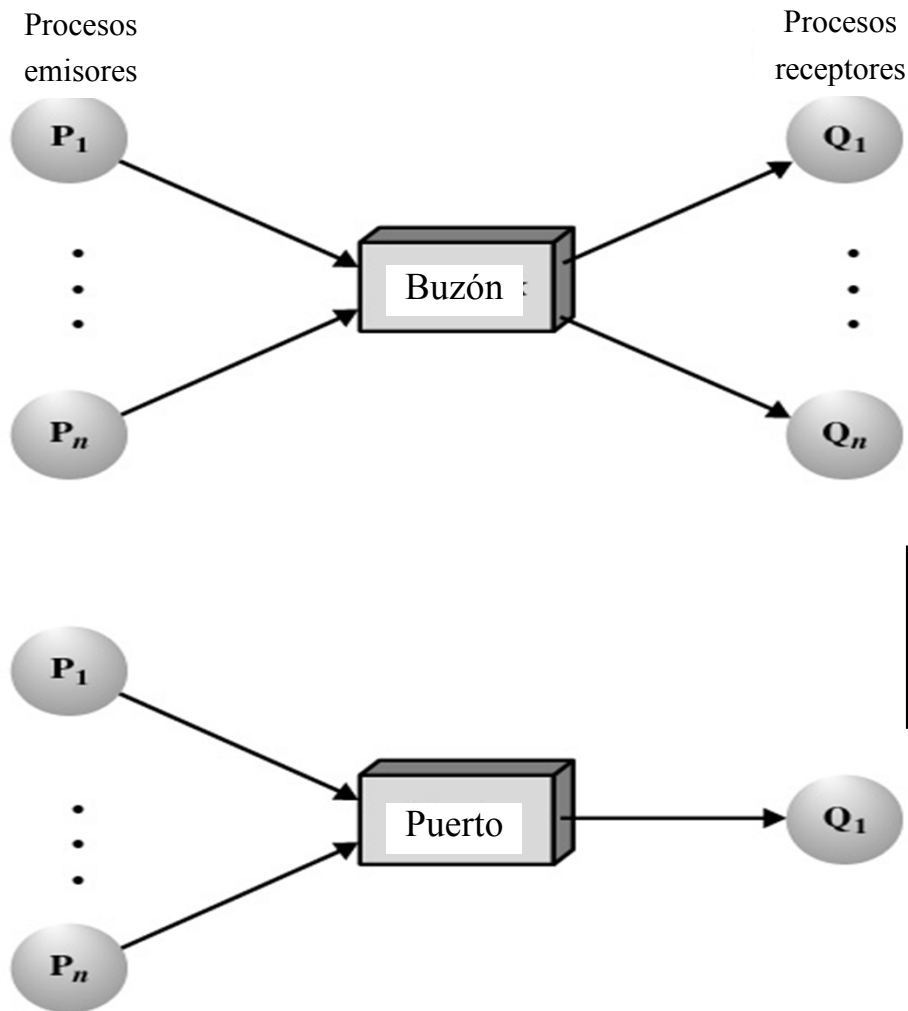 Procesos
emisores
Procesos
receptores
P1
Q1
Buzón
Pn
Qn
P1
Puerto
Q1
Pn